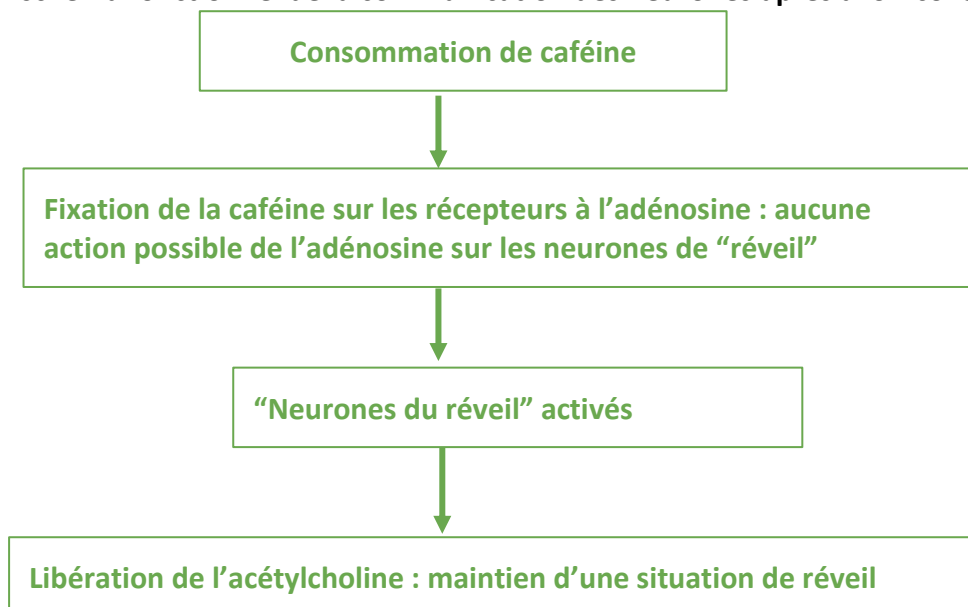 Consommation de caféine
Fixation de la caféine sur les récepteurs à l’adénosine : aucune
action possible de l’adénosine sur les neurones de “réveil”
“Neurones du réveil” activés
Libération de l’acétylcholine : maintien d’une situation de réveil